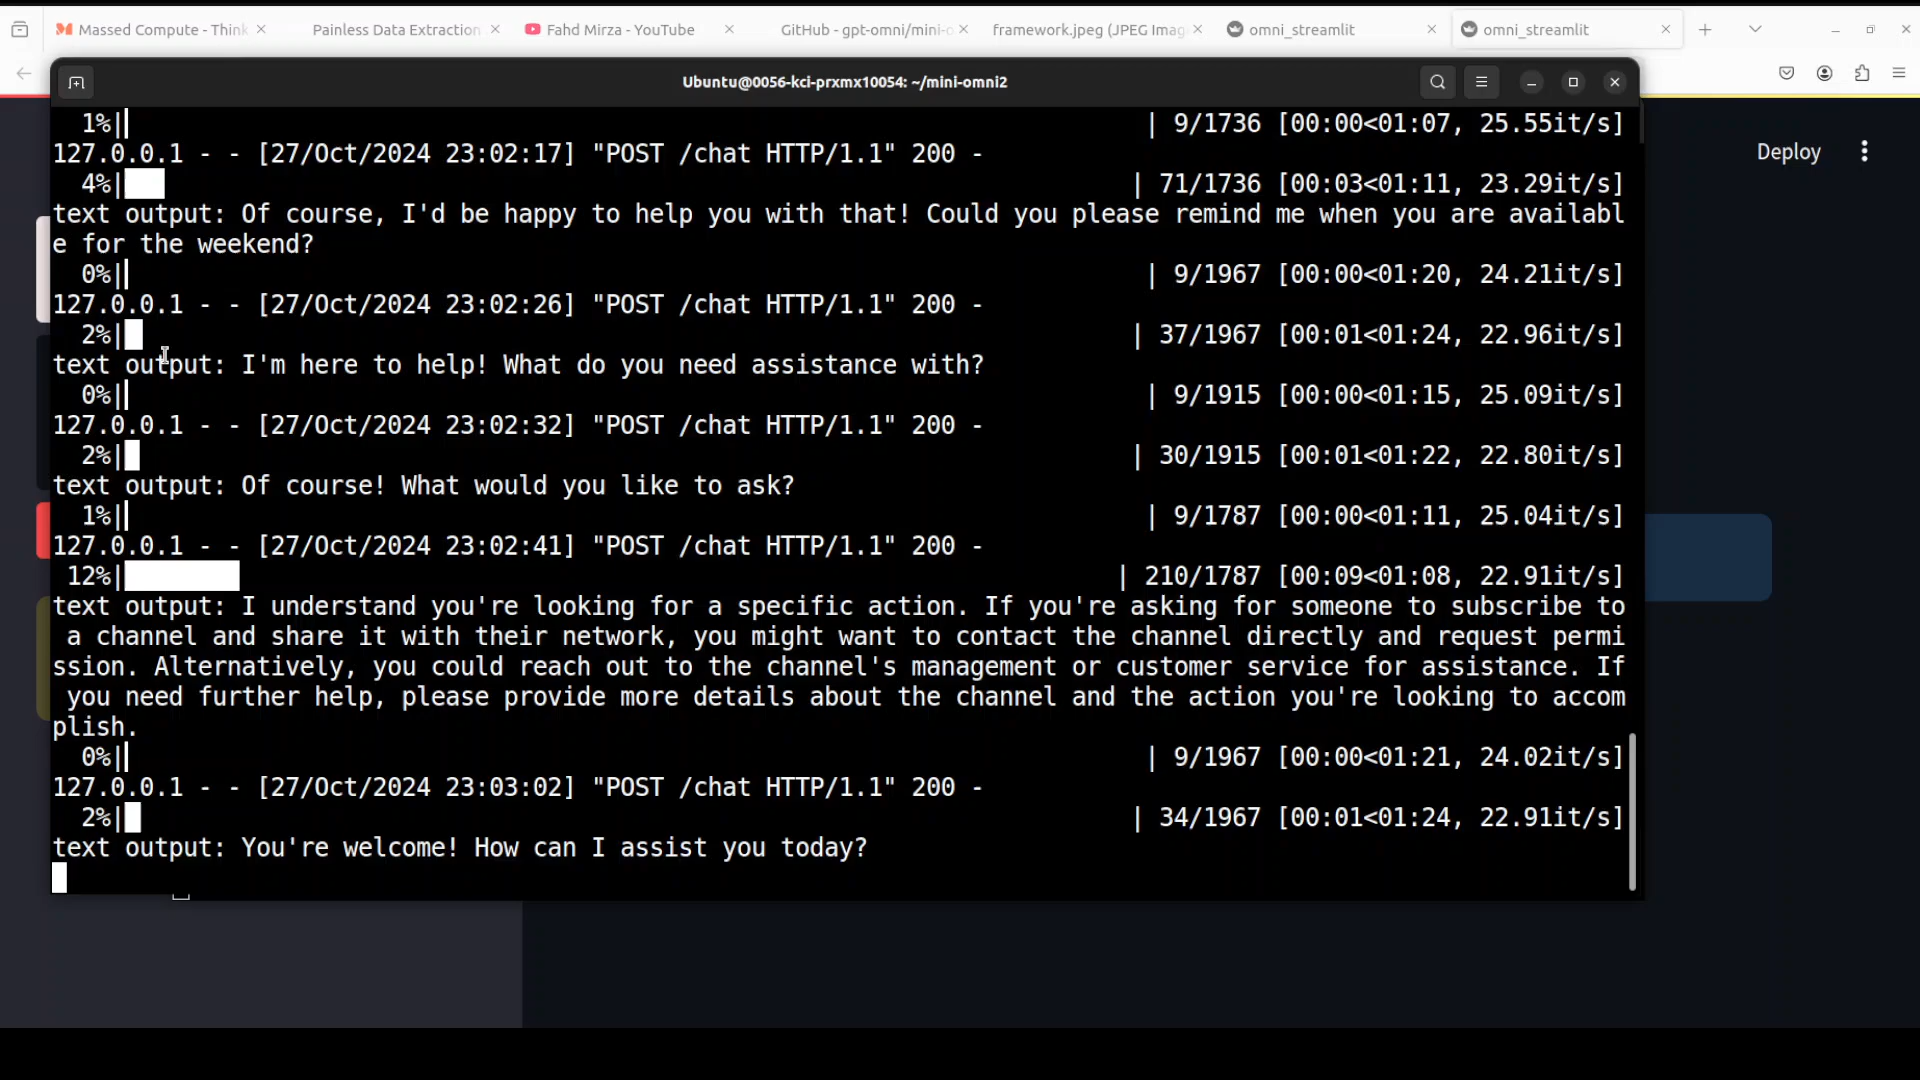 Massed Compute - Think
Painless Data Extraction
Fahd Mirza - YouTube
GitHub - gpt-omni/mini-o
framework.jpeg (JPEG Imag
omni_streamlit
omni_streamlit
Ubuntu@0056-kci-prxmx10054: ~/mini-omni2
Deploy
1%| | 9/1736 [00:00<01:07, 25.55it/s]
127.0.0.1 - - [27/Oct/2024 23:02:17] "POST /chat HTTP/1.1" 200 -
4%| | 71/1736 [00:03<01:11, 23.29it/s]
text output: Of course, I'd be happy to help you with that! Could you please remind me when you are availabl
e for the weekend?
0%| | 9/1967 [00:00<01:20, 24.21it/s]
127.0.0.1 - - [27/Oct/2024 23:02:26] "POST /chat HTTP/1.1" 200 -
2%| | 37/1967 [00:01<01:24, 22.96it/s]
text output: I'm here to help! What do you need assistance with?
0%| | 9/1915 [00:00<01:15, 25.09it/s]
127.0.0.1 - - [27/Oct/2024 23:02:32] "POST /chat HTTP/1.1" 200 -
2%| | 30/1915 [00:01<01:22, 22.80it/s]
text output: Of course! What would you like to ask?
1%| | 9/1787 [00:00<01:11, 25.04it/s]
127.0.0.1 - - [27/Oct/2024 23:02:41] "POST /chat HTTP/1.1" 200 -
12%| | 210/1787 [00:09<01:08, 22.91it/s]
text output: I understand you're looking for a specific action. If you're asking for someone to subscribe to
a channel and share it with their network, you might want to contact the channel directly and request permi
ssion. Alternatively, you could reach out to the channel's management or customer service for assistance. If
you need further help, please provide more details about the channel and the action you're looking to accom
plish.
0%| | 9/1967 [00:00<01:21, 24.02it/s]
127.0.0.1 - - [27/Oct/2024 23:03:02] "POST /chat HTTP/1.1" 200 -
2%| | 34/1967 [00:01<01:24, 22.91it/s]
text output: You're welcome! How can I assist you today?